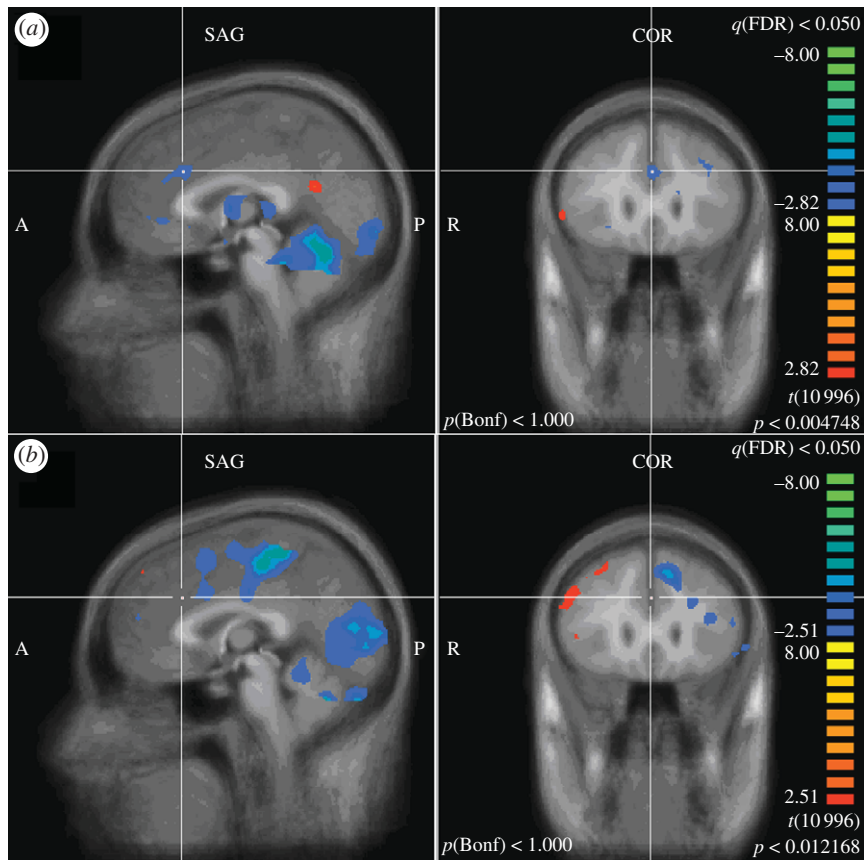 (a)
SAG
COR
q(FDR) < 0.050
–8.00
A
P
R
–2.82
8.00
2.82
t(10 996)
p(Bonf) < 1.000
p < 0.004748
(b)
SAG
COR
q(FDR) < 0.050
–8.00
A
P
R
–2.51
8.00
2.51
t(10 996)
p(Bonf) < 1.000
p < 0.012168